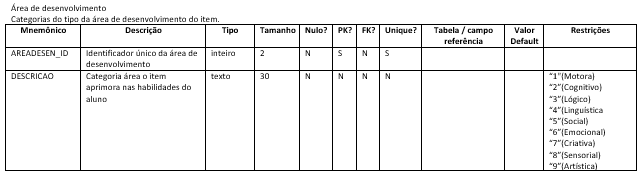 Área de desenvolvimento
Categorias do tipo da área de desenvolvimento do item.
Mnemônico Descrição Tipo Tamanho Nulo? PK? FK? Unique? Tabela / campo referência Valor Default Restrições
AREADESEN_ID Identificador único da área de desenvolvimento inteiro 2 N S N S
DESCRICAO Categoria área o item aprimora nas habilidades do aluno texto 30 N N N N "1"(Motora)
"2"(Cognitivo)
"3"(Lógico)
"4"(Linguística
"5"(Social)
"6"(Emocional)
"7"(Criativa)
"8"(Sensorial)
"9"(Artística)